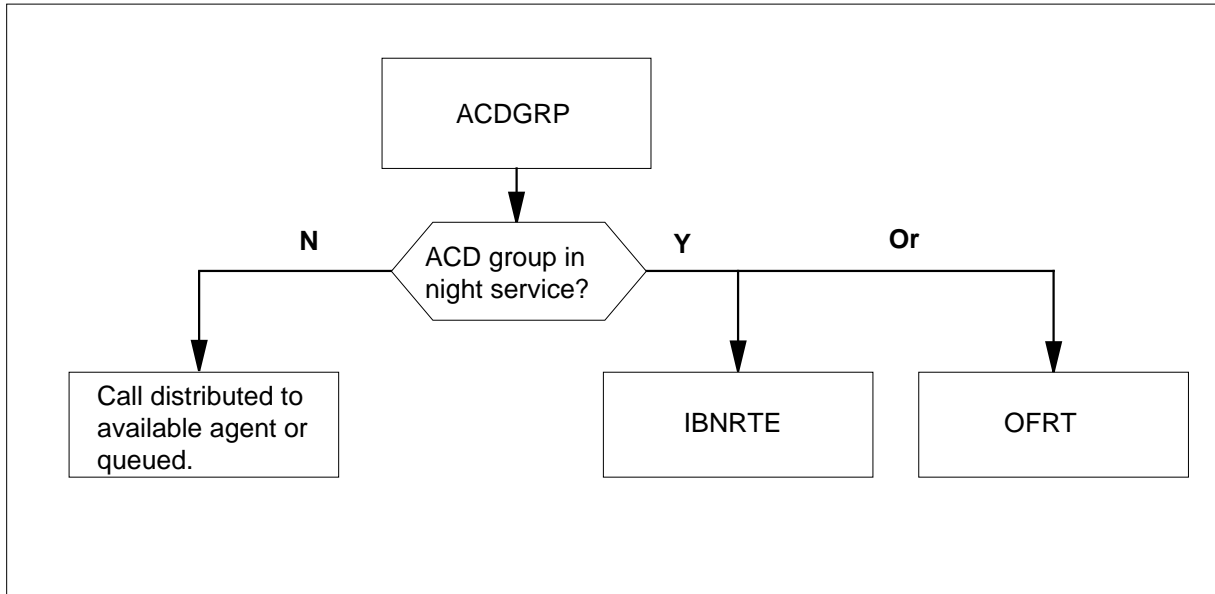 ACDGRP
N
ACD group in
night service?
Y
Or
Call distributed to
available agent or
queued.
IBNRTE
OFRT